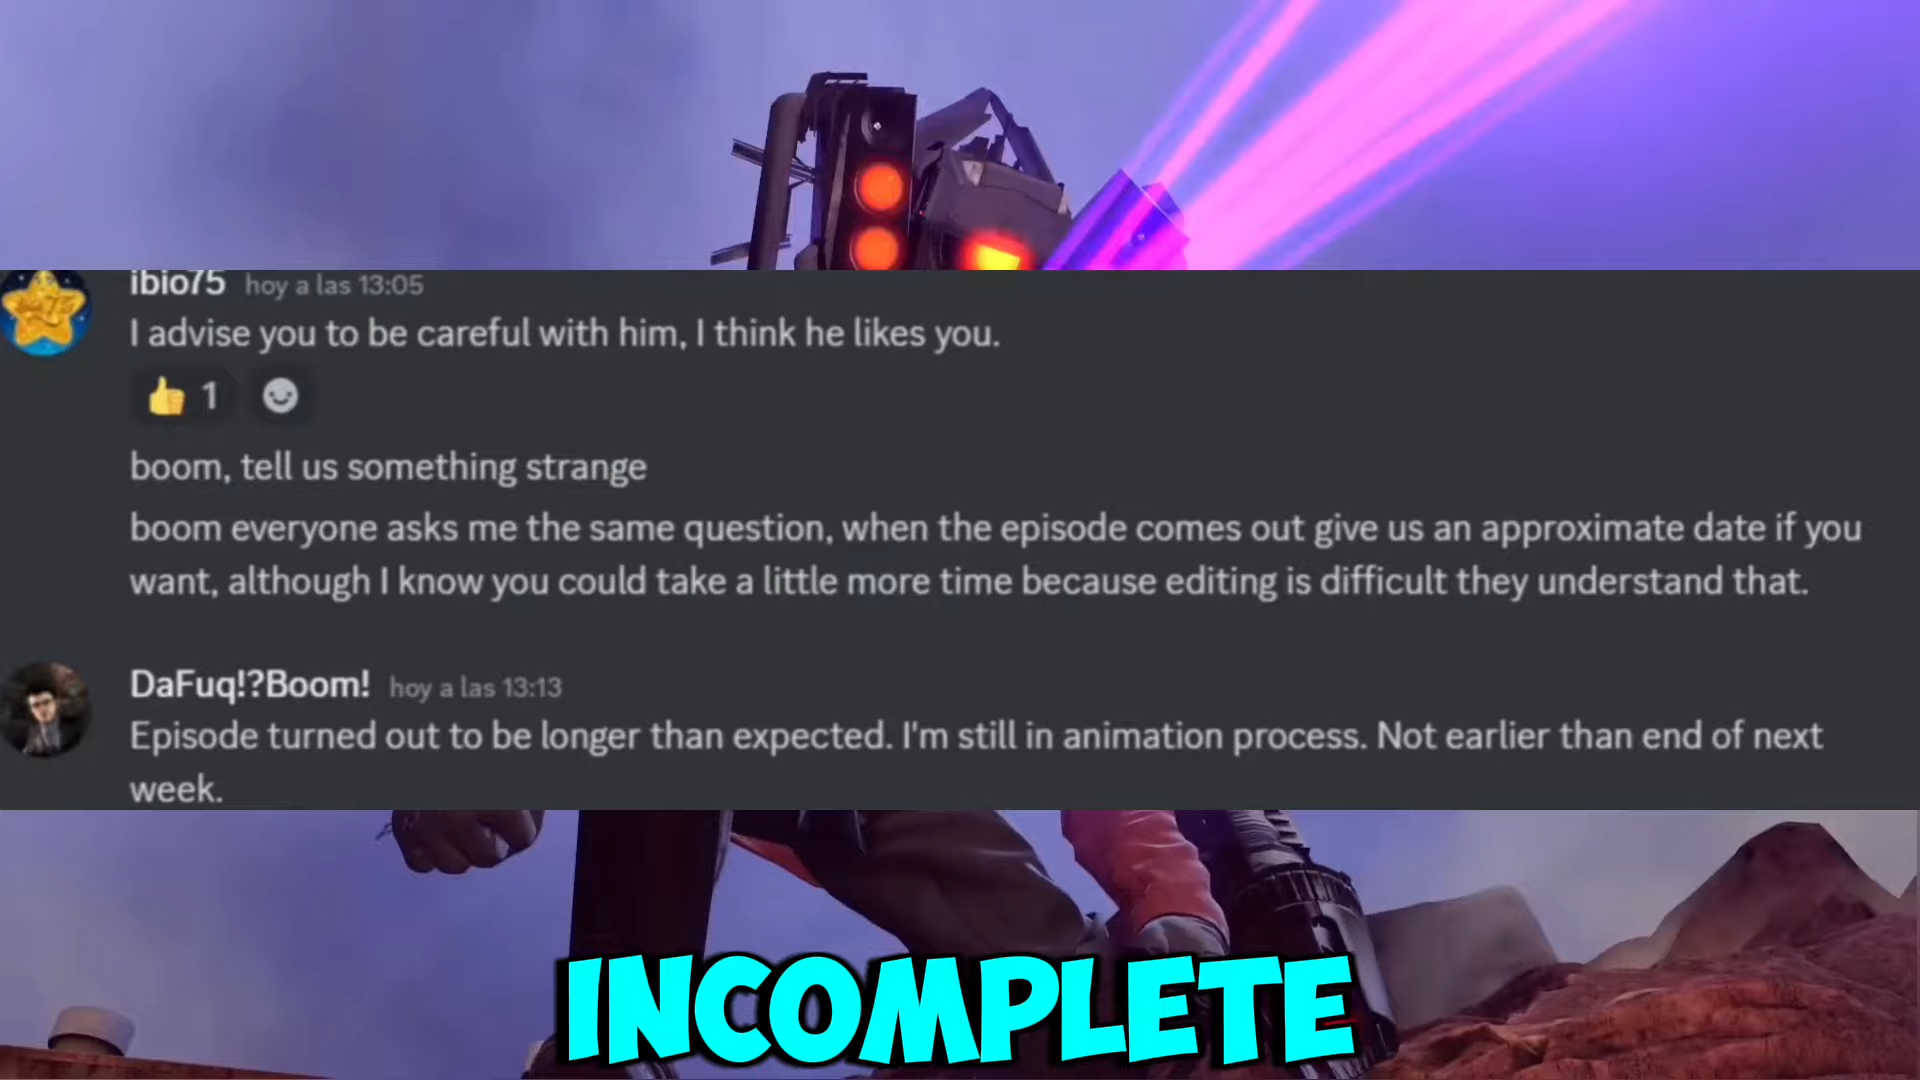 ibio75 hoy a las 13:05
I advise you to be careful with him, I think he likes you.
👍 1
boom, tell us something strange
boom everyone asks me the same question, when the episode comes out give us an approximate date if you
want, although I know you could take a little more time because editing is difficult they understand that.
DaFuq!?Boom! hoy a las 13:13
Episode turned out to be longer than expected. I'm still in animation process. Not earlier than end of next
week.
INCOMPLETE